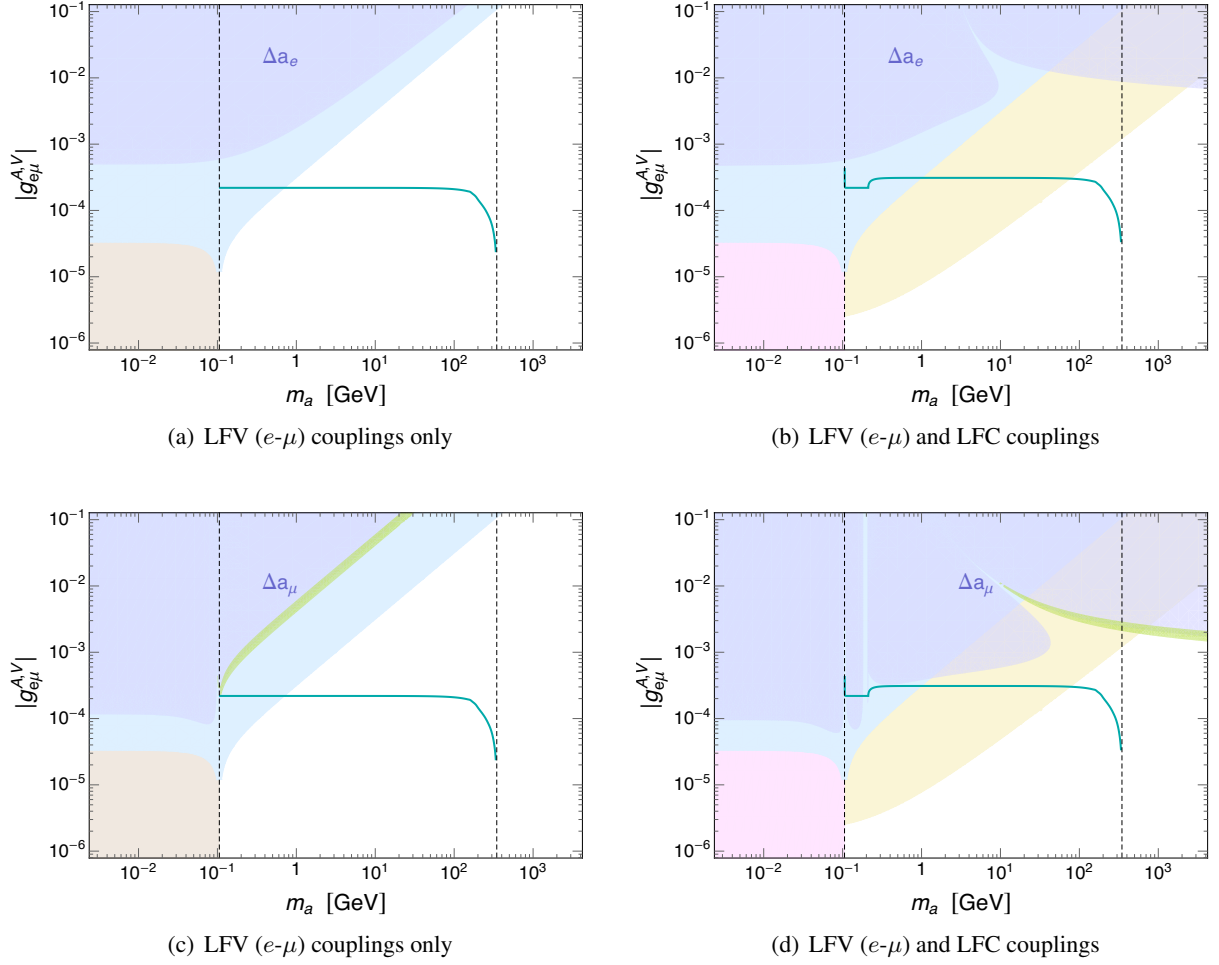 10⁻¹ 10⁻² 10⁻³ 10⁻⁴ 10⁻⁵ 10⁻⁶
|g_{eμ}^{A,V}|
Δa_e
10⁻² 10⁻¹ 1 10¹ 10² 10³
m_a [GeV]
(a) LFV (e-μ) couplings only
10⁻¹ 10⁻² 10⁻³ 10⁻⁴ 10⁻⁵ 10⁻⁶
|g_{eμ}^{A,V}|
Δa_e
10⁻² 10⁻¹ 1 10¹ 10² 10³
m_a [GeV]
(b) LFV (e-μ) and LFC couplings
10⁻¹ 10⁻² 10⁻³ 10⁻⁴ 10⁻⁵ 10⁻⁶
|g_{eμ}^{A,V}|
Δa_μ
10⁻² 10⁻¹ 1 10¹ 10² 10³
m_a [GeV]
(c) LFV (e-μ) couplings only
10⁻¹ 10⁻² 10⁻³ 10⁻⁴ 10⁻⁵ 10⁻⁶
|g_{eμ}^{A,V}|
Δa_μ
10⁻² 10⁻¹ 1 10¹ 10² 10³
m_a [GeV]
(d) LFV (e-μ) and LFC couplings